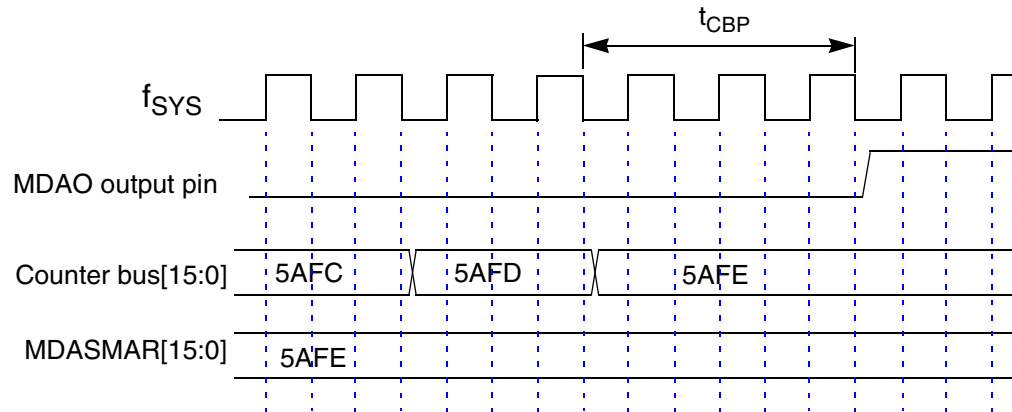 tCBP
fSYS
MDAO output pin
Counter bus[15:0] 5AFC 5AFD 5AFE
MDASMAR[15:0] 5AFE